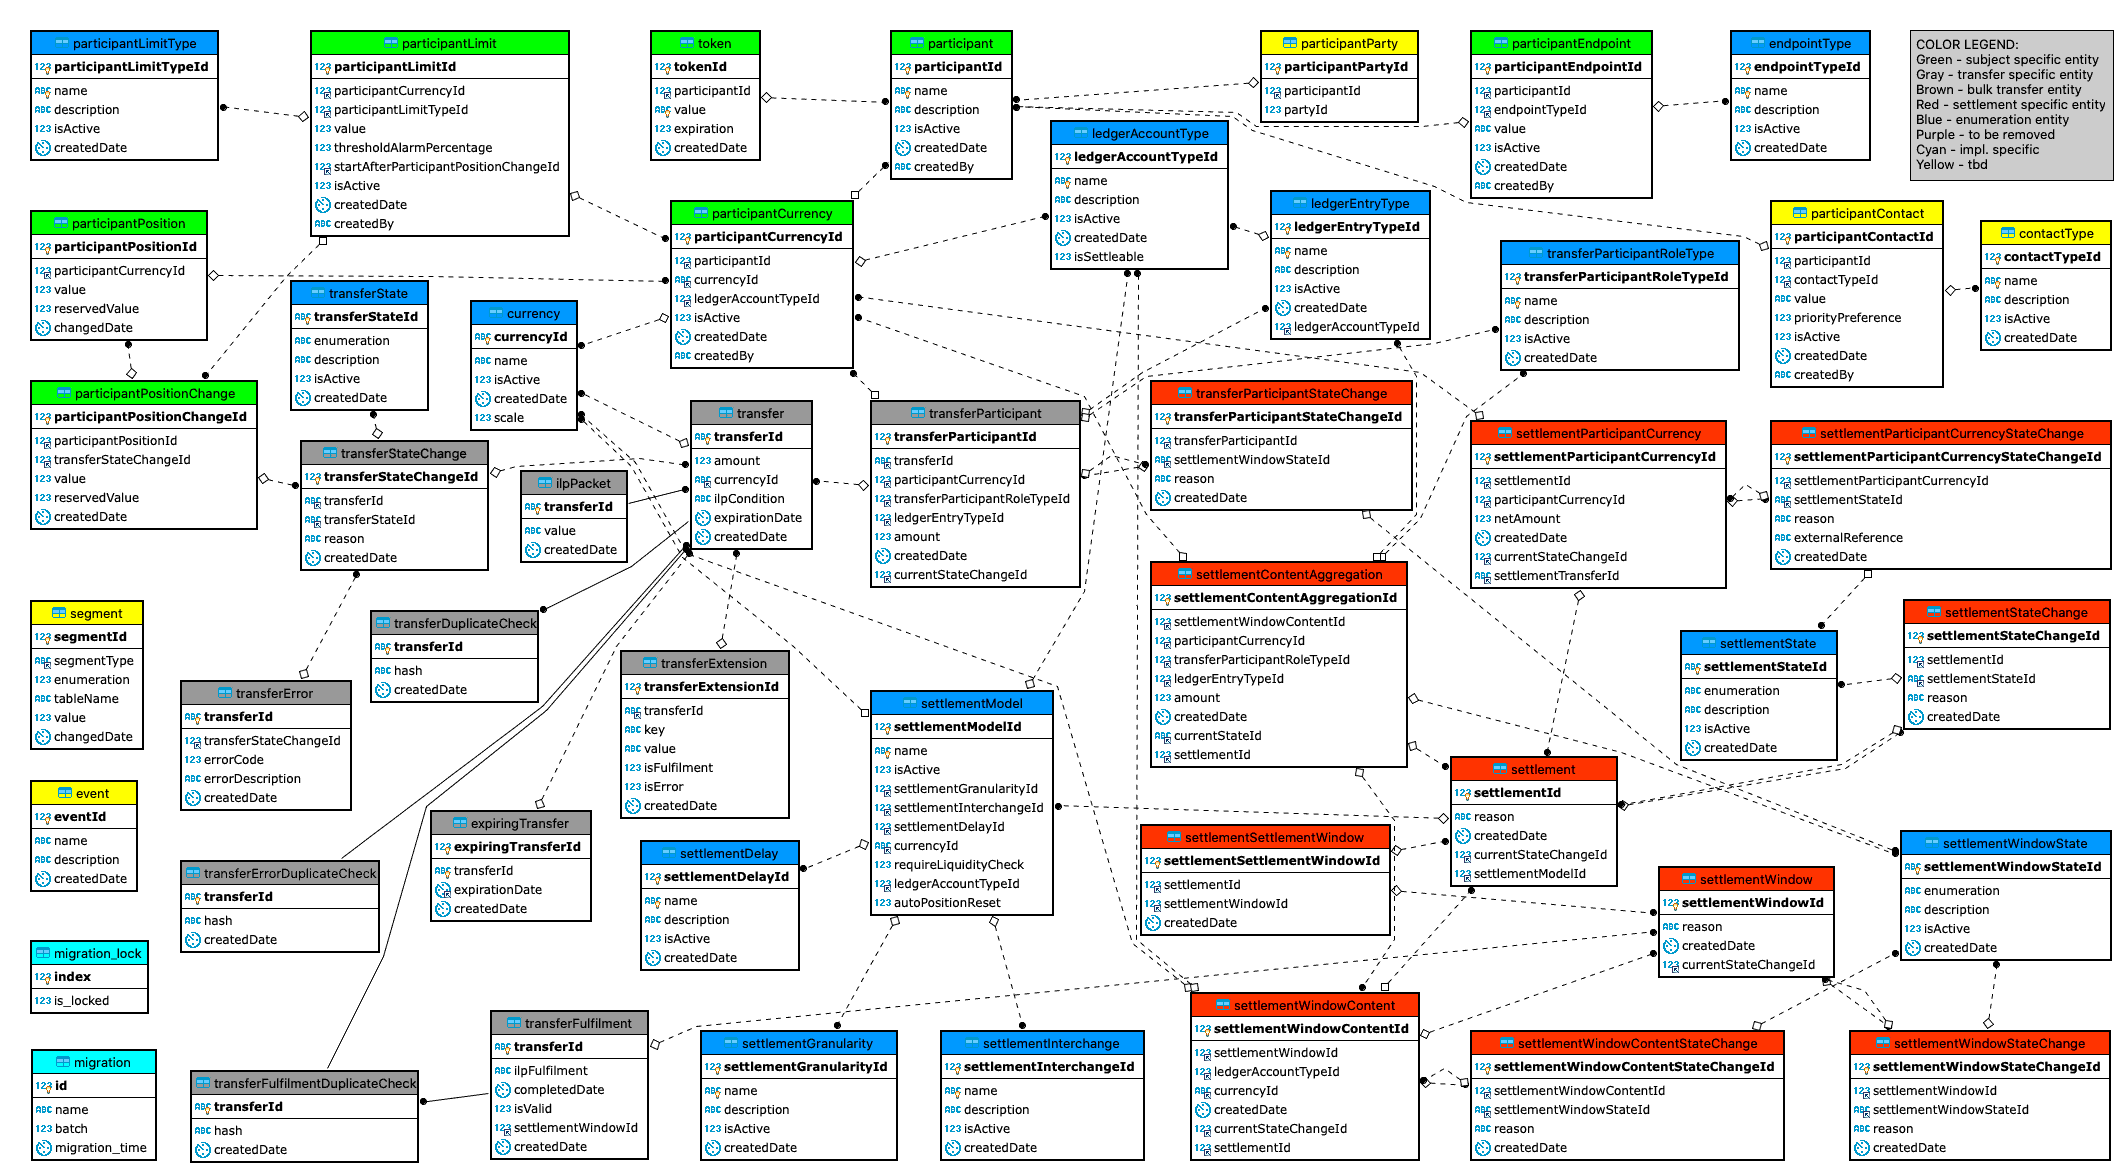 participantLimitType
participantLimitTypeId
name
description
isActive
createdDate
participantLimit
participantLimitId
participantCurrencyId
participantLimitTypeId
value
thresholdAlarmPercentage
startAfterParticipantPositionChangeId
isActive
createdDate
createdBy
token
tokenId
participantId
value
expiration
createdDate
participant
participantId
name
description
isActive
createdDate
createdBy
participantParty
participantPartyId
participantId
partyId
participantEndpoint
participantEndpointId
participantId
endpointTypeId
value
isActive
createdDate
createdBy
endpointType
endpointTypeId
name
description
isActive
createdDate
COLOR LEGEND:
Green - subject specific entity
Gray - transfer specific entity
Brown - bulk transfer entity
Red - settlement specific entity
Blue - enumeration entity
Purple - to be removed
Cyan - impl. specific
Yellow - tbd
ledgerAccountType
ledgerAccountTypeId
name
description
isActive
createdDate
isSettleable
participantPosition
participantPositionId
participantCurrencyId
value
reservedValue
changedDate
participantCurrency
participantCurrencyId
participantId
currencyId
ledgerAccountTypeId
isActive
createdDate
createdBy
ledgerEntryType
ledgerEntryTypeId
name
description
isActive
createdDate
ledgerAccountTypeId
participantContact
participantContactId
participantId
contactTypeId
value
priorityPreference
isActive
createdDate
createdBy
contactType
contactTypeId
name
description
isActive
createdDate
transferParticipantRoleType
transferParticipantRoleTypeId
name
description
isActive
createdDate
transferState
transferStateId
enumeration
description
isActive
createdDate
currency
currencyId
name
isActive
createdDate
scale
participantPositionChange
participantPositionChangeId
participantPositionId
transferStateChangeId
value
reservedValue
createdDate
transferStateChange
transferStateChangeId
transferId
transferStateId
reason
createdDate
ilpPacket
transferId
value
createdDate
transfer
transferId
amount
currencyId
ilpCondition
expirationDate
createdDate
transferParticipant
transferParticipantId
transferId
participantCurrencyId
transferParticipantRoleTypeId
ledgerEntryTypeId
amount
createdDate
currentStateChangeId
transferParticipantStateChange
transferParticipantStateChangeId
transferParticipantId
settlementWindowStateId
reason
createdDate
settlementParticipantCurrency
settlementParticipantCurrencyId
settlementId
participantCurrencyId
netAmount
createdDate
currentStateChangeId
settlementTransferId
settlementParticipantCurrencyStateChange
settlementParticipantCurrencyStateChangeId
settlementParticipantCurrencyId
settlementStateId
reason
externalReference
createdDate
settlementContentAggregation
settlementContentAggregationId
settlementWindowContentId
participantCurrencyId
transferParticipantRoleTypeId
ledgerEntryTypeId
amount
createdDate
currentStateId
settlementId
segment
segmentId
segmentType
enumeration
tableName
value
changedDate
transferDuplicateCheck
transferId
hash
createdDate
settlementState
settlementStateId
enumeration
description
isActive
createdDate
settlementStateChange
settlementStateChangeId
settlementId
settlementStateId
reason
createdDate
transferError
transferId
transferStateChangeId
errorCode
errorDescription
createdDate
transferExtension
transferExtensionId
transferId
key
value
isFulfilment
isError
createdDate
settlementModel
settlementModelId
name
isActive
settlementGranularityId
settlementInterchangeId
settlementDelayId
currencyId
requireLiquidityCheck
ledgerAccountTypeId
autoPositionReset
settlement
settlementId
reason
createdDate
currentStateChangeId
settlementModelId
event
eventId
name
description
createdDate
expiringTransfer
expiringTransferId
transferId
expirationDate
createdDate
settlementDelay
settlementDelayId
name
description
isActive
createdDate
settlementSettlementWindow
settlementSettlementWindowId
settlementId
settlementWindowId
createdDate
settlementWindowState
settlementWindowStateId
enumeration
description
isActive
createdDate
settlementWindow
settlementWindowId
reason
createdDate
currentStateChangeId
transferErrorDuplicateCheck
transferId
hash
createdDate
migration_lock
index
is_locked
migration
id
name
batch
migration_time
transferFulfilmentDuplicateCheck
transferId
hash
createdDate
transferFulfilment
transferId
ilpFulfilment
completedDate
isValid
settlementWindowId
createdDate
settlementGranularity
settlementGranularityId
name
description
isActive
createdDate
settlementInterchange
settlementInterchangeId
name
description
isActive
createdDate
settlementWindowContent
settlementWindowContentId
settlementWindowId
ledgerAccountTypeId
currencyId
createdDate
currentStateChangeId
settlementId
settlementWindowContentStateChange
settlementWindowContentStateChangeId
settlementWindowContentId
settlementWindowStateId
reason
createdDate
settlementWindowStateChange
settlementWindowStateChangeId
settlementWindowId
settlementWindowStateId
reason
createdDate